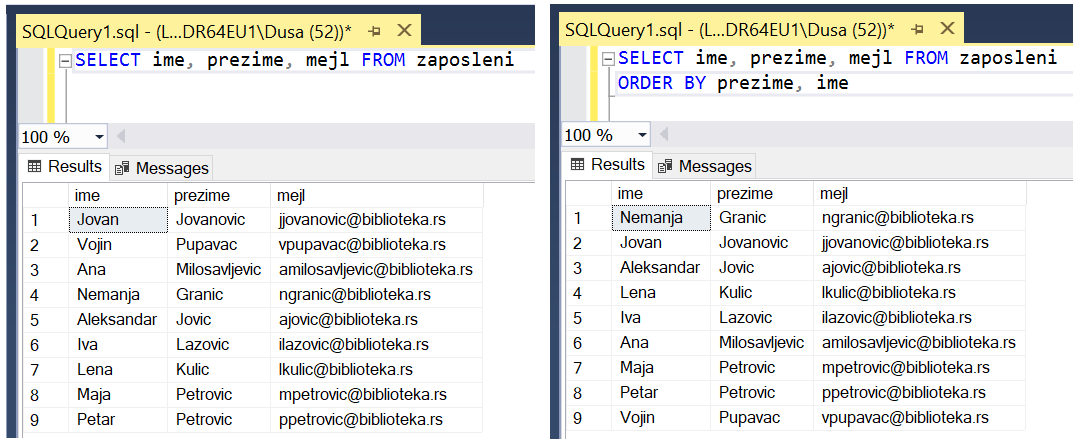 SQLQuery1.sql - (L...DR64EU1\Dusa (52))*
SELECT ime, prezime, mejl FROM zaposleni
100 %
Results Messages
ime prezime mejl
1 Jovan Jovanovic jjovanovic@biblioteka.rs
2 Vojin Pupavac vpupavac@biblioteka.rs
3 Ana Milosavljevic amilosavljevic@biblioteka.rs
4 Nemanja Granic ngranic@biblioteka.rs
5 Aleksandar Jovic ajovic@biblioteka.rs
6 Iva Lazovic ilazovic@biblioteka.rs
7 Lena Kulic lkulic@biblioteka.rs
8 Maja Petrovic mpetrovic@biblioteka.rs
9 Petar Petrovic ppetrovic@biblioteka.rs
SQLQuery1.sql - (L...DR64EU1\Dusa (52))*
SELECT ime, prezime, mejl FROM zaposleni
ORDER BY prezime, ime
100 %
Results Messages
ime prezime mejl
1 Nemanja Granic ngranic@biblioteka.rs
2 Jovan Jovanovic jjovanovic@biblioteka.rs
3 Aleksandar Jovic ajovic@biblioteka.rs
4 Lena Kulic lkulic@biblioteka.rs
5 Iva Lazovic ilazovic@biblioteka.rs
6 Ana Milosavljevic amilosavljevic@biblioteka.rs
7 Maja Petrovic mpetrovic@biblioteka.rs
8 Petar Petrovic ppetrovic@biblioteka.rs
9 Vojin Pupavac vpupavac@biblioteka.rs